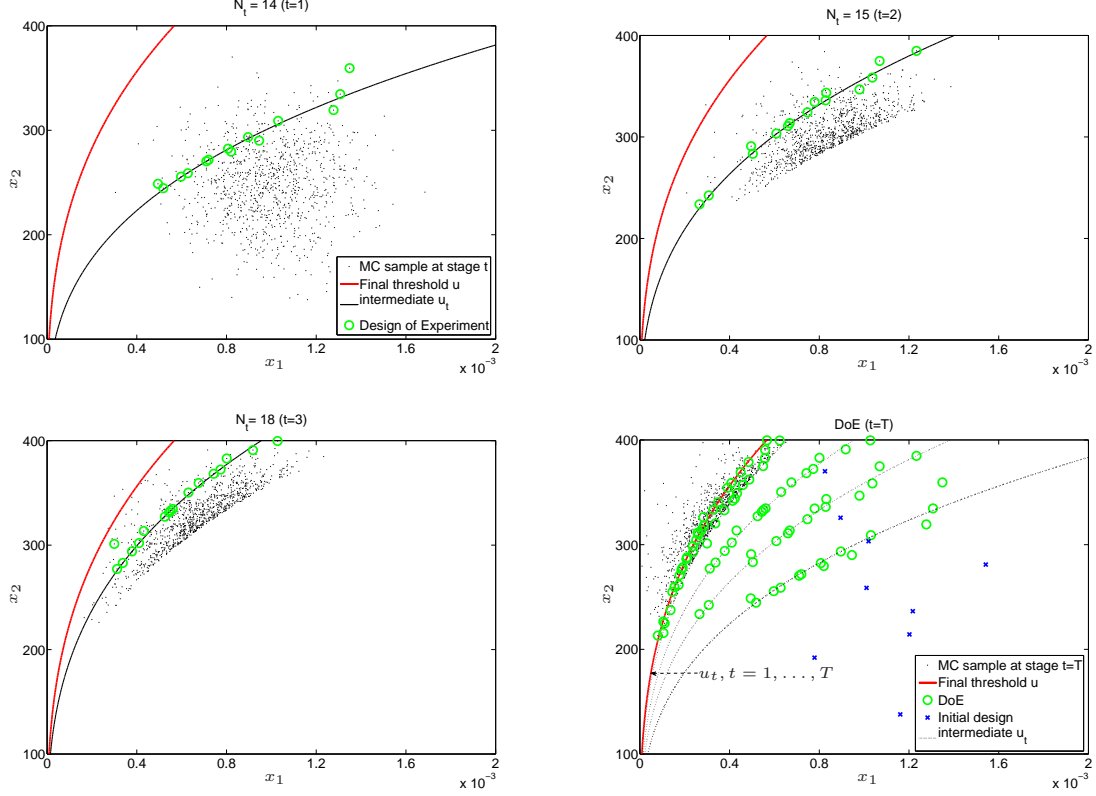 N_t = 14 (t=1)
400
300
200
100
x_2
0
0.4
0.8
1.2
1.6
2
x 10^−3
x_1
MC sample at stage t
Final threshold u
intermediate u_t
Design of Experiment
N_t = 15 (t=2)
400
300
200
100
x_2
0
0.4
0.8
1.2
1.6
2
x 10^−3
x_1
N_t= 18 (t=3)
400
300
200
100
x_2
0
0.4
0.8
1.2
1.6
2
x 10^−3
x_1
DoE (t=T)
400
300
200
100
x_2
0
0.4
0.8
1.2
1.6
2
x 10^−3
x_1
u_t, t = 1, . . . , T
MC sample at stage t=T
Final threshold u
DoE
Initial design
intermediate u_t